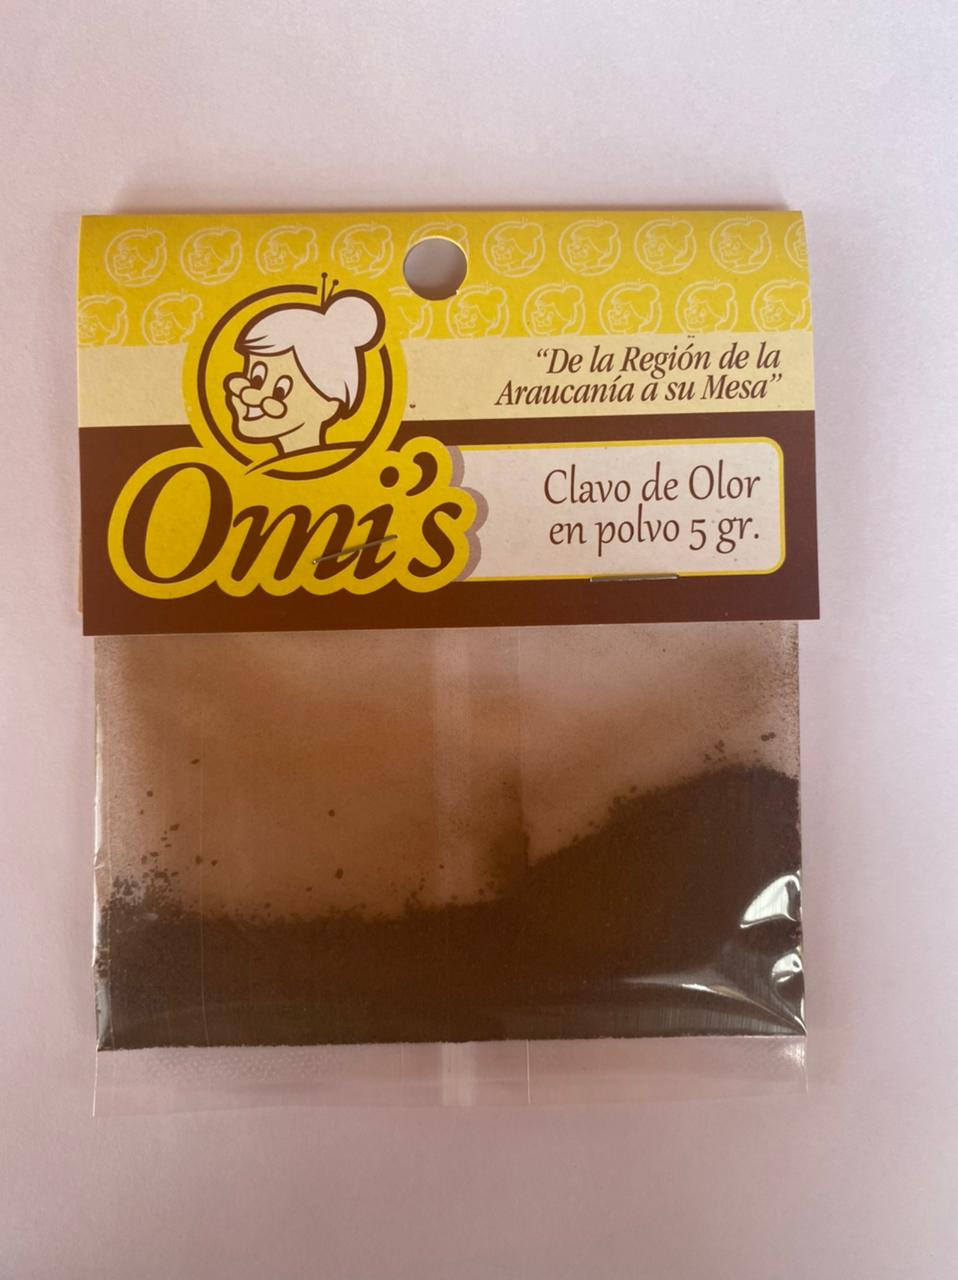 “De la Región de la
Araucanía a su Mesa”
Omi's
Clavo de Olor
en polvo 5 gr.